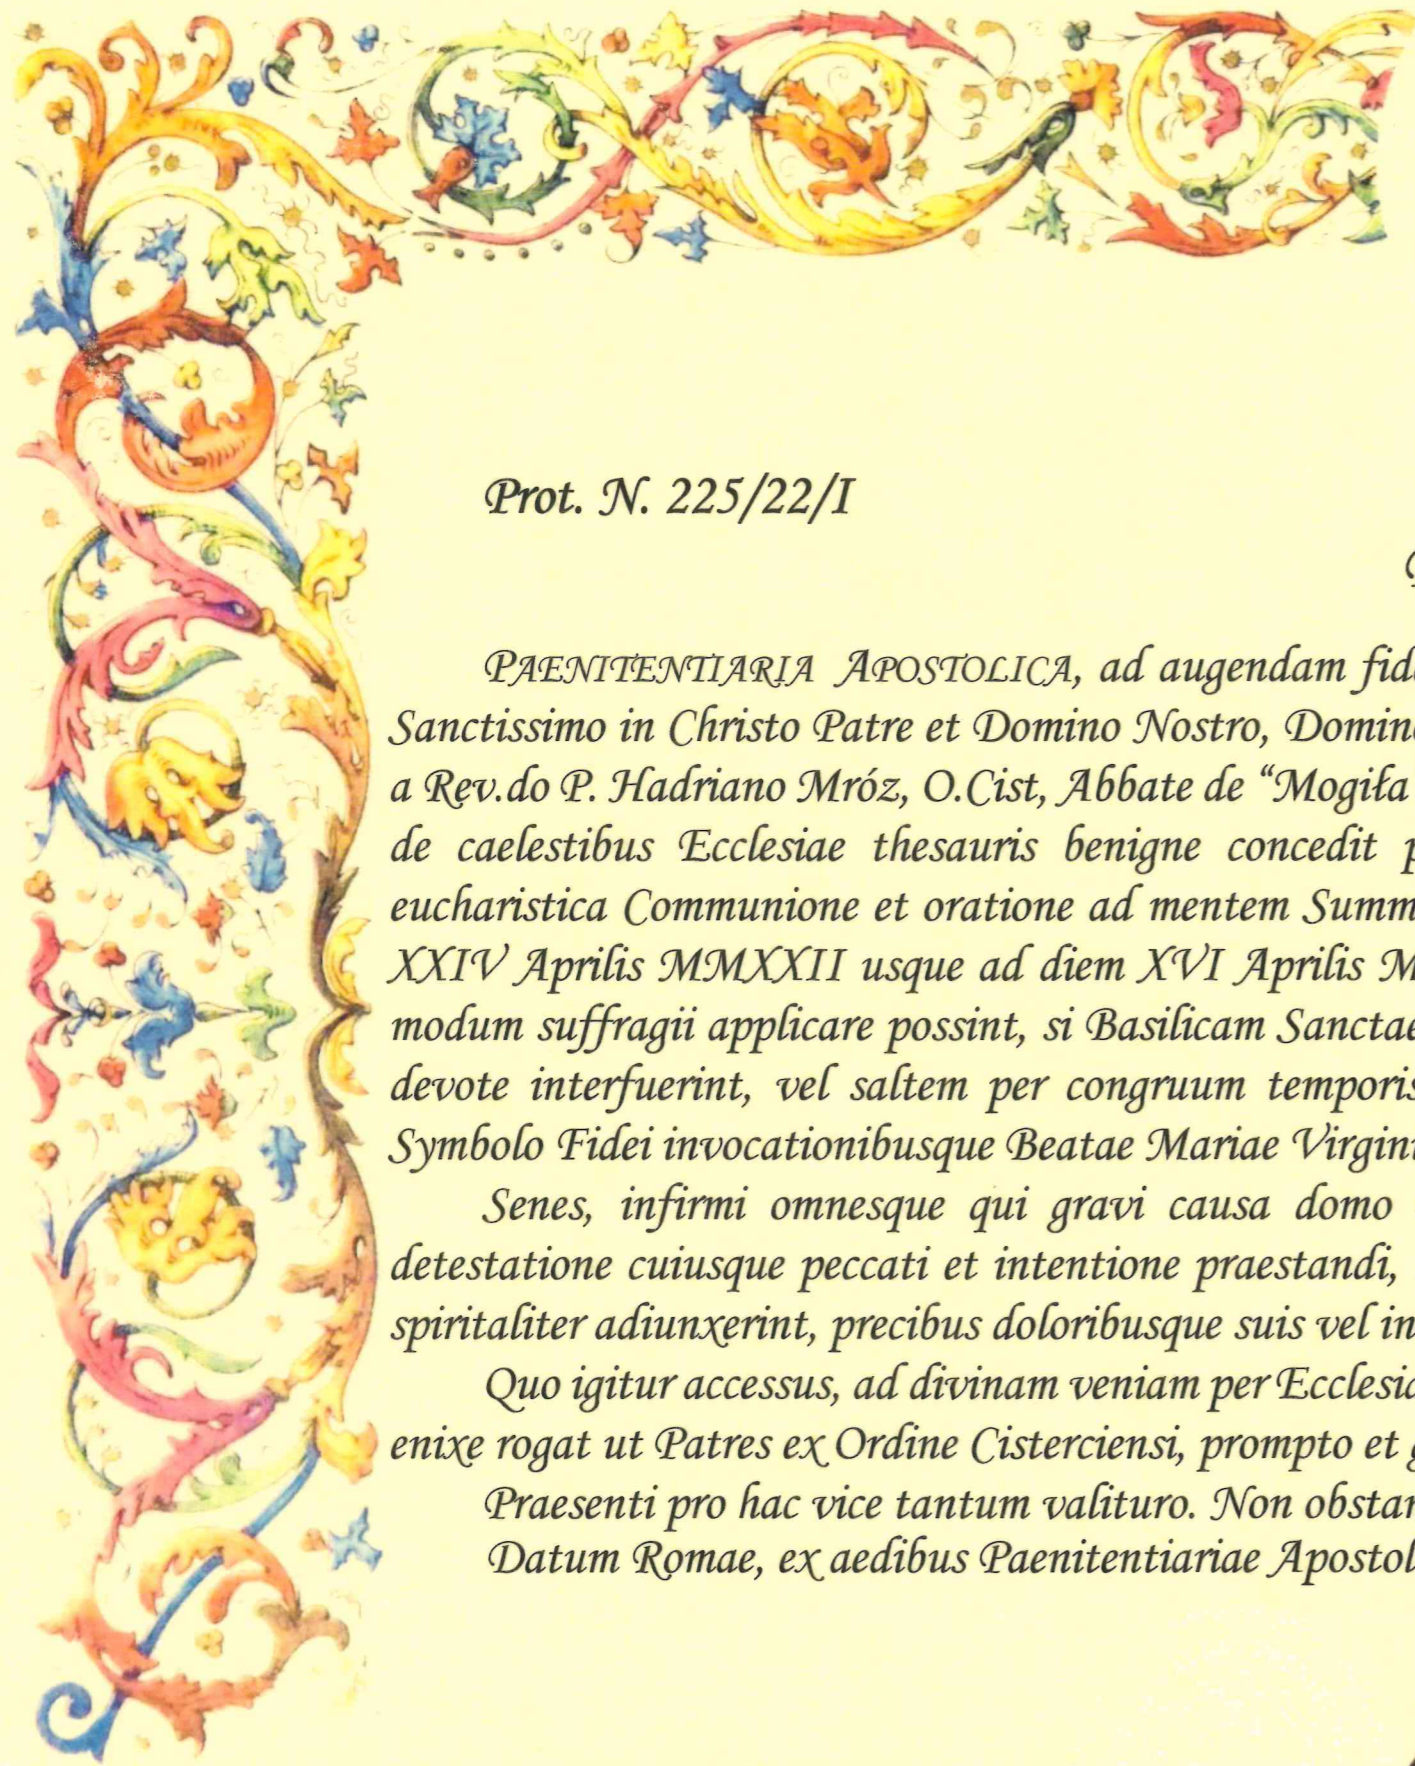 Prot. N. 225/22/I
PAENITENTIARIA APOSTOLICA, ad augendam
Sanctissimo in Christo Patre et Domino Nostro,
a Rev.do P. Hadriano Mróz, O.Cist, Abbate de “Mogiła
de caelestibus Ecclesiae thesauris benigne concedit
eucharistica Communione et oratione ad mentem Summ
XXIV Aprilis MMXXII usque ad diem XVI Aprilis
modum suffragii applicare possint, si Basilicam Sanctae
devote interfuerint, vel saltem per congruum temporis
Symbolo Fidei invocationibusque Beatae Mariae Virgini
Senes, infirmi omnesque qui gravi causa domo
detestatione cuiusque peccati et intentione praestandi,
spiritaliter adiunxerint, precibus doloribusque suis vel in
Quo igitur accessus, ad divinam veniam per Ecclesia
enixe rogat ut Patres ex Ordine Cisterciensi, prompto et
Praesenti pro hac vice tantum valituro. Non obstan
Datum Romae, ex aedibus Paenitentiariae Apostol